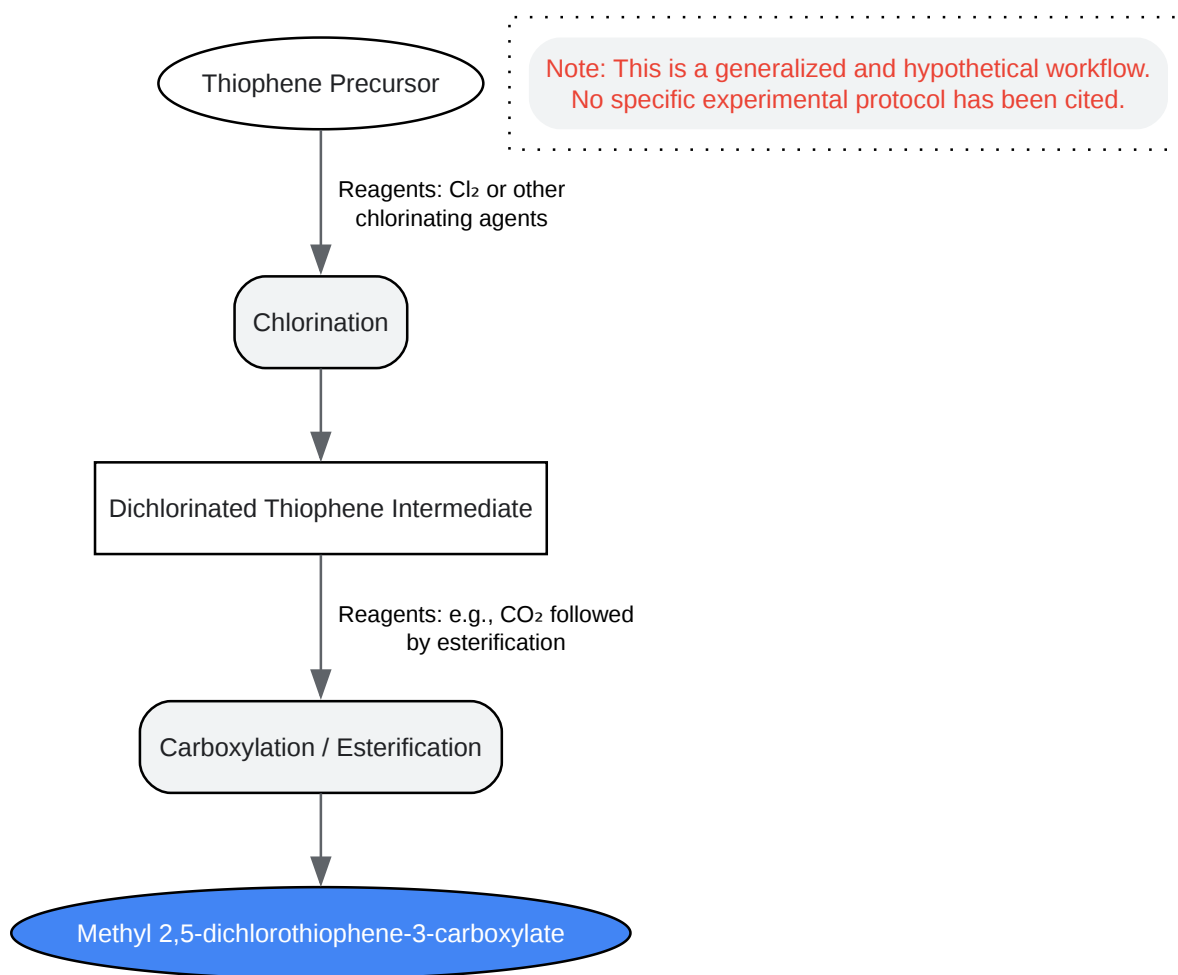 Thiophene Precursor
Note: This is a generalized and hypothetical workflow.
No specific experimental protocol has been cited.
Reagents: Cl₂ or other
chlorinating agents
Chlorination
Dichlorinated Thiophene Intermediate
Reagents: e.g., CO₂ followed
by esterification
Carboxylation / Esterification
Methyl 2,5-dichlorothiophene-3-carboxylate